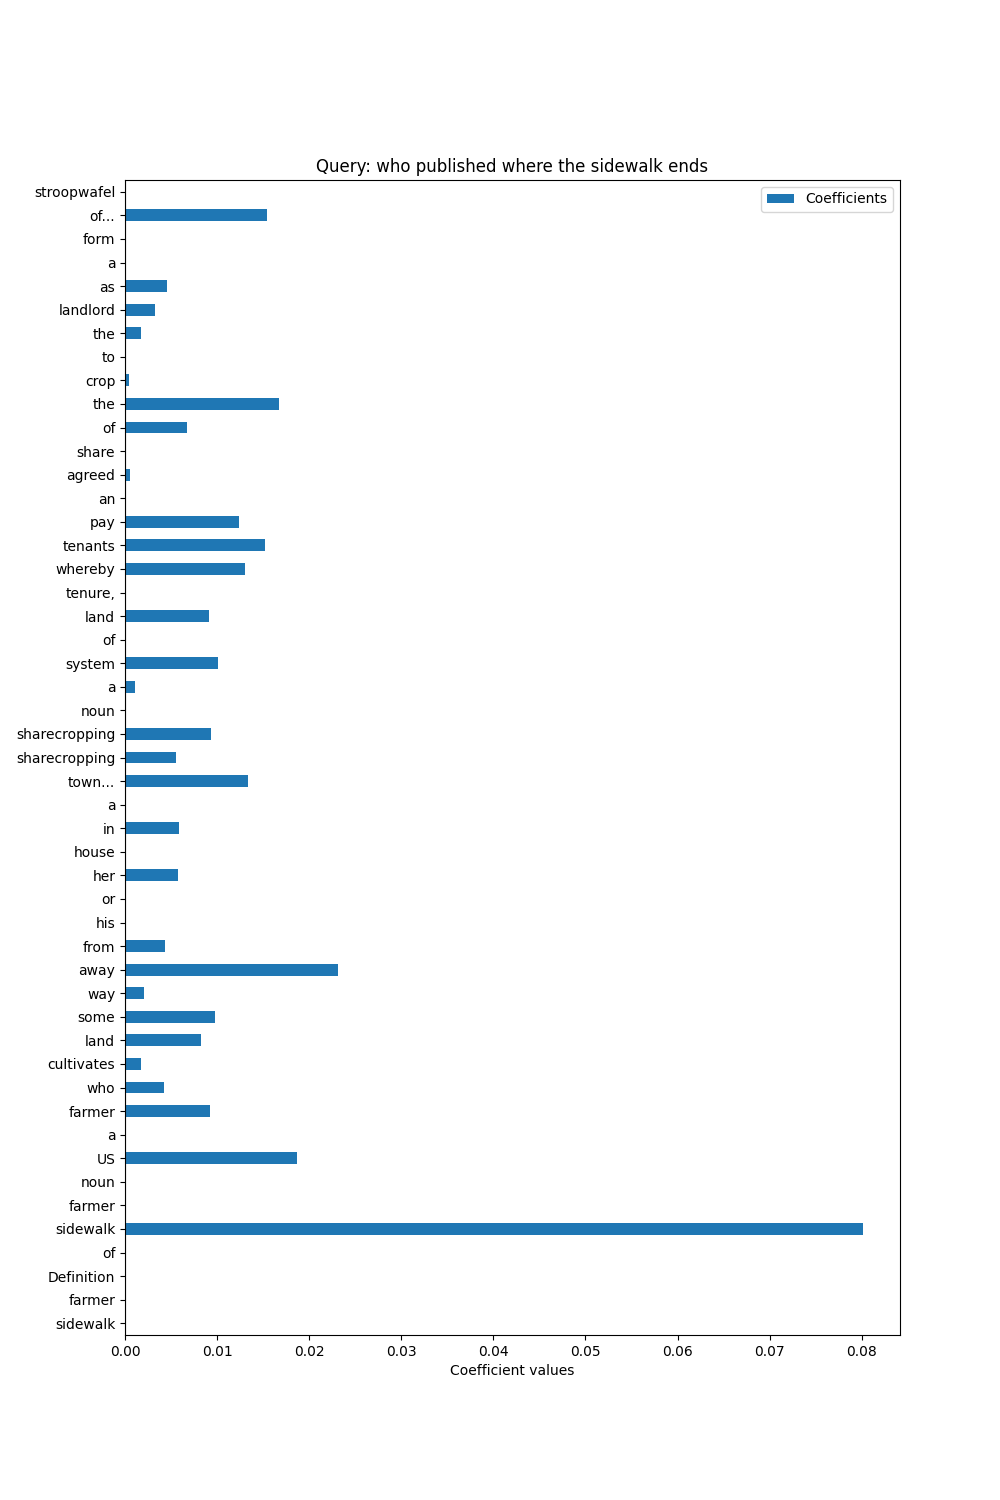 Query: who published where the sidewalk ends
Coefficients
stroopwafel
of...
form
a
as
landlord
the
to
crop
the
of
share
agreed
an
pay
tenants
whereby
tenure,
land
of
system
a
noun
sharecropping
sharecropping
town...
a
in
house
her
or
his
from
away
way
some
land
cultivates
who
farmer
a
US
noun
farmer
sidewalk
of
Definition
farmer
sidewalk
0.00 0.01 0.02 0.03 0.04 0.05 0.06 0.07 0.08
Coefficient values